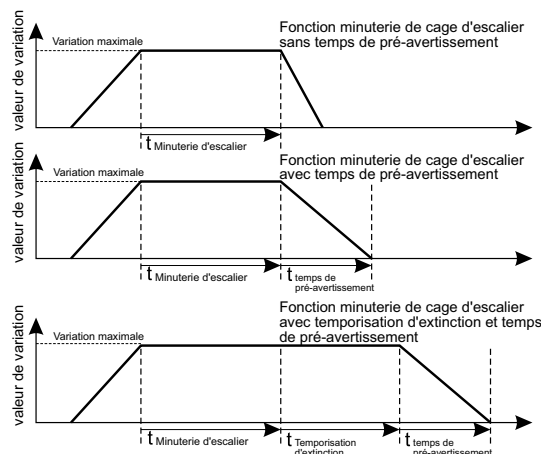 Fonction minuterie de cage d'escalier
sans temps de pré-avertissement
valeur de variation
Variation maximale
t Minuterie d'escalier
Fonction minuterie de cage d'escalier
avec temps de pré-avertissement
valeur de variation
Variation maximale
t Minuterie d'escalier
t temps de
pré-avertissement
Fonction minuterie de cage d'escalier
avec temporisation d'extinction et temps
de pré-avertissement
valeur de variation
Variation maximale
t Minuterie d'escalier
t Temporisation
d'extinction
t temps de
pré-avertissement